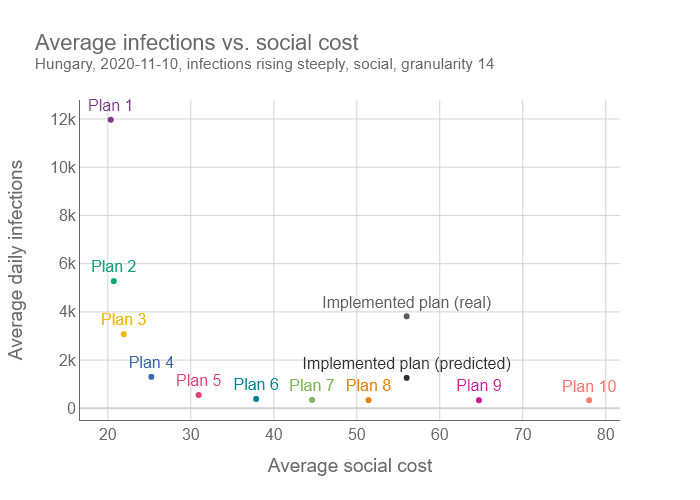 Average infections vs. social cost
Hungary, 2020-11-10, infections rising steeply, social, granularity 14
Plan 1
12k
10k
8k
6k
4k
2k
0
Plan 2
Plan 3
Plan 4
Plan 5
Plan 6
Plan 7
Plan 8
Plan 9
Plan 10
Implemented plan (real)
Implemented plan (predicted)
20 30 40 50 60 70 80
Average social cost
Average daily infections